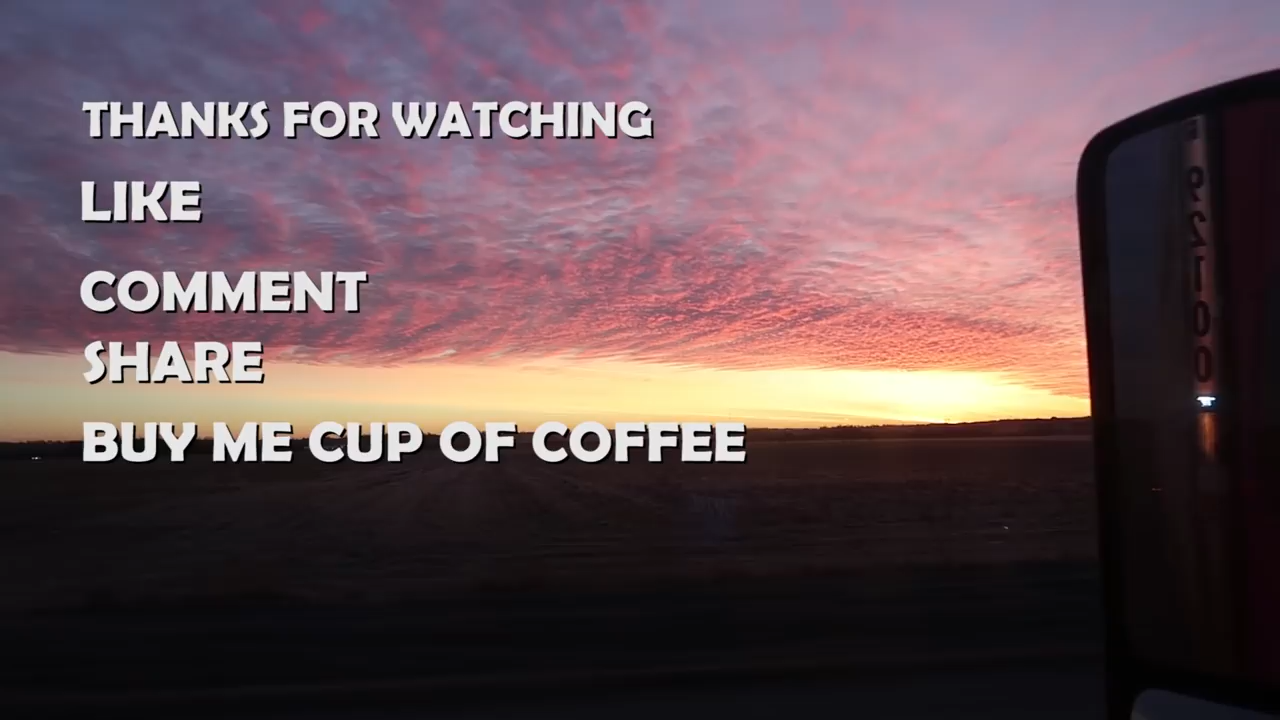 THANKS FOR WATCHING
LIKE
COMMENT
SHARE
BUY ME CUP OF COFFEE